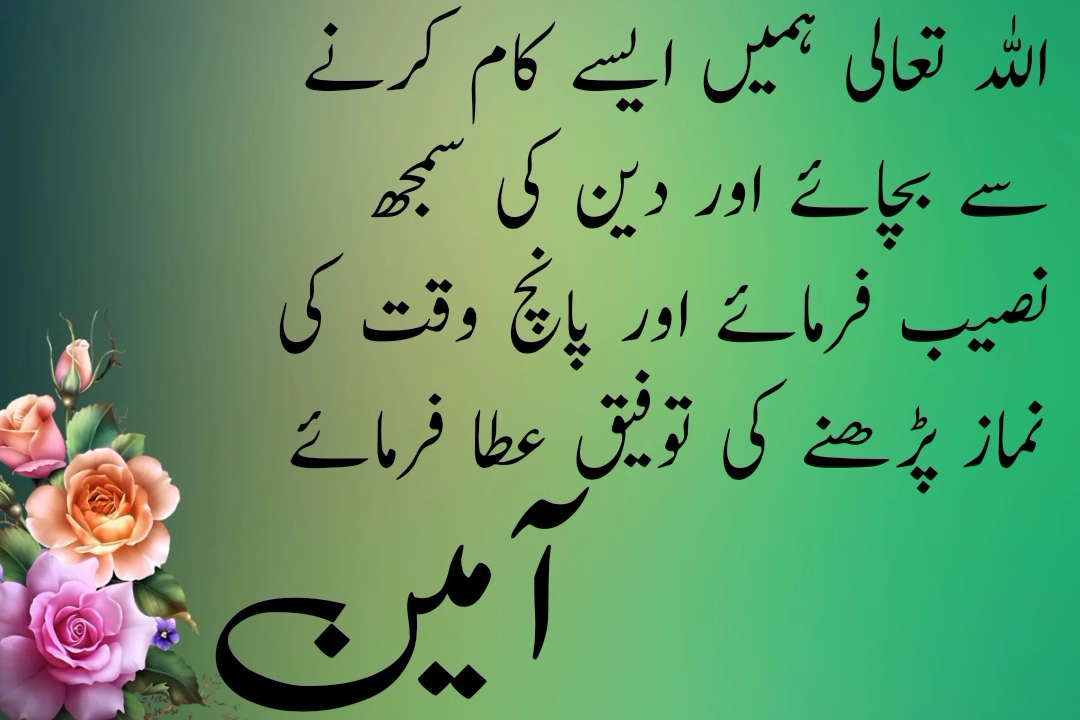 اللہ تعالی ہمیں ایسے کام کرنے
سے بچائے اور دین کی سمجھ
نصیب فرمائے اور پانچ وقت کی
نماز پڑھنے کی توفیق عطا فرمائے
آمین